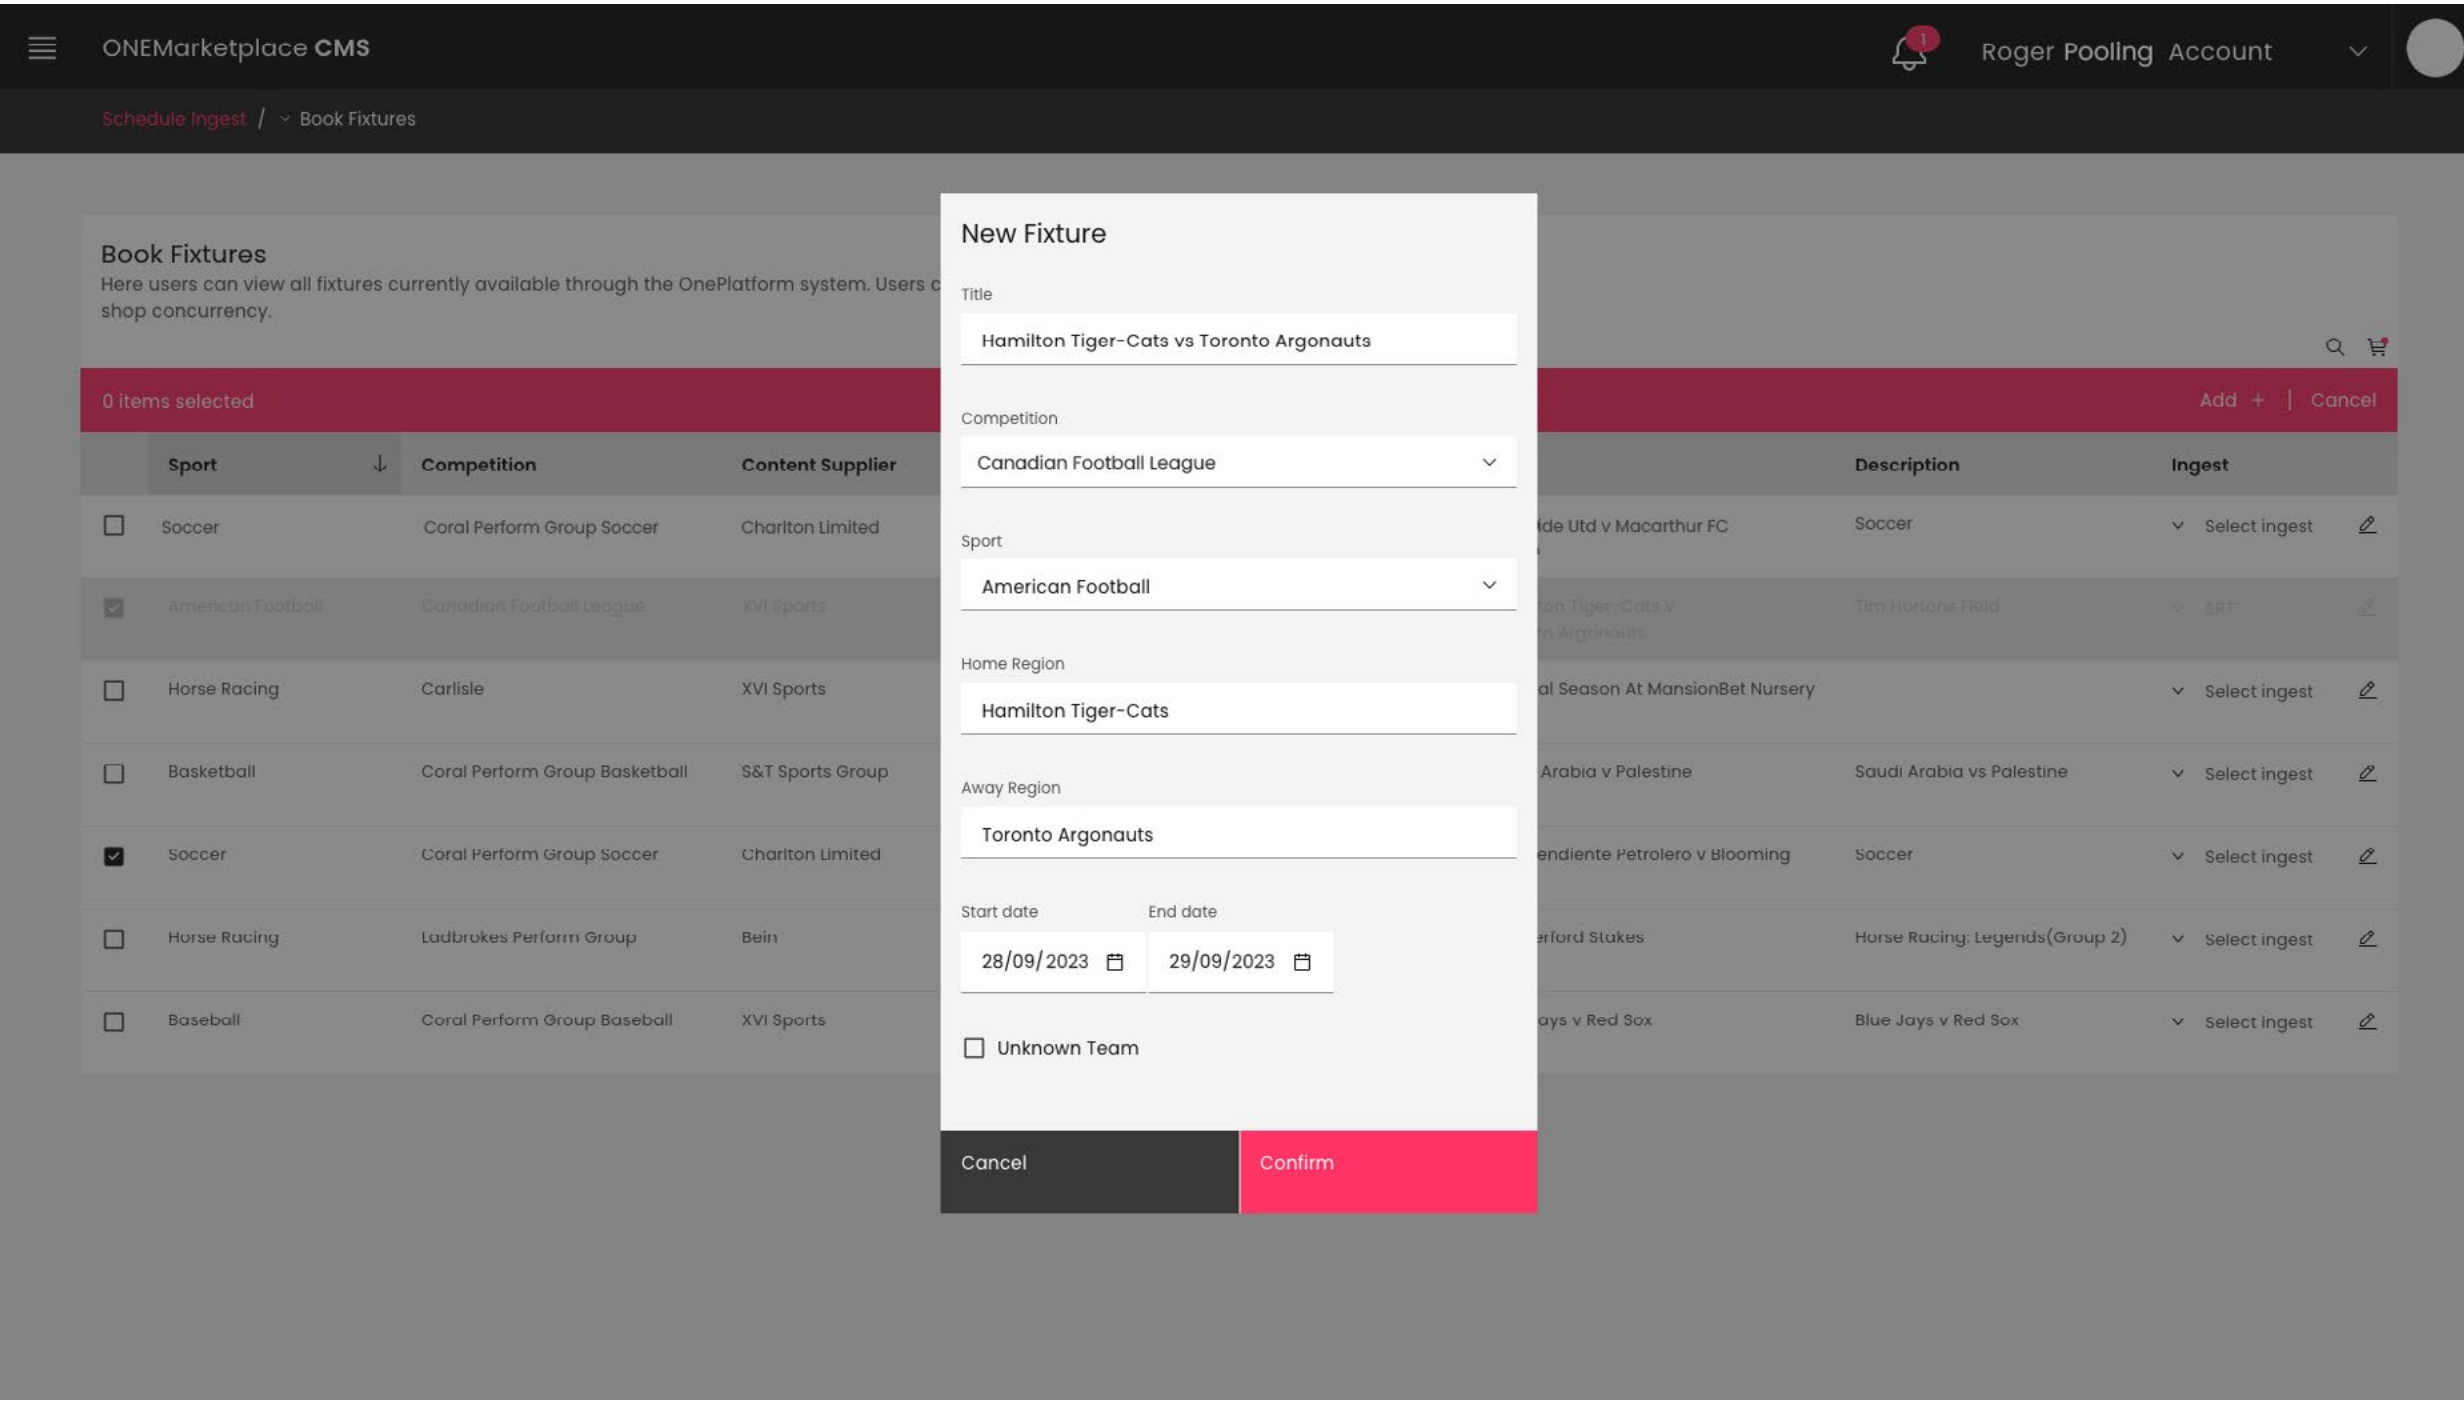 ONEMarketplace CMS
1
Roger Pooling Account
Schedule Ingest / Book Fixtures
Book Fixtures
Here users can view all fixtures currently available through the OnePlatform system. Users c
shop concurrency.
0 items selected
Add + | Cancel
Sport Competition Content Supplier Description Ingest
Soccer Coral Perform Group Soccer Charlton Limited ide Utd v Macarthur FC Soccer Select ingest
American Football Canadian Football League XVI Sports ton Tiger-Cats v Tim Hortons Field SRT
to Argonauts
Horse Racing Carlisle XVI Sports al Season At MansionBet Nursery Select ingest
Basketball Coral Perform Group Basketball S&T Sports Group Arabia v Palestine Saudi Arabia vs Palestine Select ingest
Soccer Coral Perform Group Soccer Charlton Limited endiente Petrolero v Blooming Soccer Select ingest
Horse Racing Ladbrokes Perform Group Bein erford Stakes Horse Racing: Legends(Group 2) Select ingest
Baseball Coral Perform Group Baseball XVI Sports ays v Red Sox Blue Jays v Red Sox Select Ingest
New Fixture
Title
Hamilton Tiger-Cats vs Toronto Argonauts
Competition
Canadian Football League
Sport
American Football
Home Region
Hamilton Tiger-Cats
Away Region
Toronto Argonauts
Start date End date
28/09/2023 29/09/2023
Unknown Team
Cancel Confirm